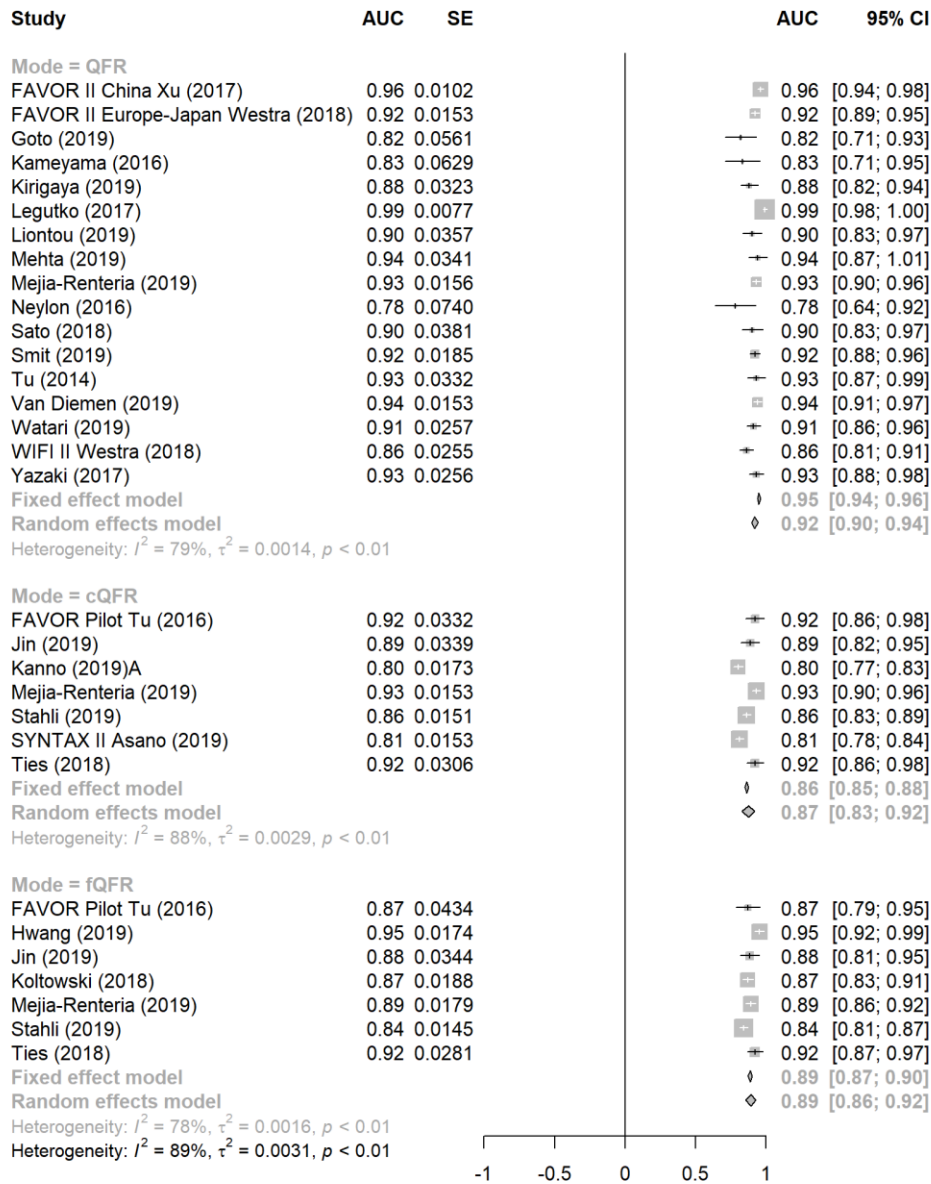 Study AUC SE AUC 95% CI
Mode = QFR
FAVOR II China Xu (2017) 0.96 0.0102 0.96 [0.94; 0.98]
FAVOR II Europe-Japan Westra (2018) 0.92 0.0153 0.92 [0.89; 0.95]
Goto (2019) 0.82 0.0561 0.82 [0.71; 0.93]
Kameyama (2016) 0.83 0.0629 0.83 [0.71; 0.95]
Kirigaya (2019) 0.88 0.0323 0.88 [0.82; 0.94]
Legutko (2017) 0.99 0.0077 0.99 [0.98; 1.00]
Liontou (2019) 0.90 0.0357 0.90 [0.83; 0.97]
Mehta (2019) 0.94 0.0341 0.94 [0.87; 1.01]
Mejia-Renteria (2019) 0.93 0.0156 0.93 [0.90; 0.96]
Neylon (2016) 0.78 0.0740 0.78 [0.64; 0.92]
Sato (2018) 0.90 0.0381 0.90 [0.83; 0.97]
Smit (2019) 0.92 0.0185 0.92 [0.88; 0.96]
Tu (2014) 0.93 0.0332 0.93 [0.87; 0.99]
Van Diemen (2019) 0.94 0.0153 0.94 [0.91; 0.97]
Watari (2019) 0.91 0.0257 0.91 [0.86; 0.96]
WIFI II Westra (2018) 0.86 0.0255 0.86 [0.81; 0.91]
Yazaki (2017) 0.93 0.0256 0.93 [0.88; 0.98]
Fixed effect model 0.95 [0.94; 0.96]
Random effects model 0.92 [0.90; 0.94]
Heterogeneity: I² = 79%, τ² = 0.0014, p < 0.01
Mode = cQFR
FAVOR Pilot Tu (2016) 0.92 0.0332 0.92 [0.86; 0.98]
Jin (2019) 0.89 0.0339 0.89 [0.82; 0.95]
Kanno (2019)A 0.80 0.0173 0.80 [0.77; 0.83]
Mejia-Renteria (2019) 0.93 0.0153 0.93 [0.90; 0.96]
Stahli (2019) 0.86 0.0151 0.86 [0.83; 0.89]
SYNTAX II Asano (2019) 0.81 0.0153 0.81 [0.78; 0.84]
Ties (2018) 0.92 0.0306 0.92 [0.86; 0.98]
Fixed effect model 0.86 [0.85; 0.88]
Random effects model 0.87 [0.83; 0.92]
Heterogeneity: I² = 88%, τ² = 0.0029, p < 0.01
Mode = fQFR
FAVOR Pilot Tu (2016) 0.87 0.0434 0.87 [0.79; 0.95]
Hwang (2019) 0.95 0.0174 0.95 [0.92; 0.99]
Jin (2019) 0.88 0.0344 0.88 [0.81; 0.95]
Koltowski (2018) 0.87 0.0188 0.87 [0.83; 0.91]
Mejia-Renteria (2019) 0.89 0.0179 0.89 [0.86; 0.92]
Stahli (2019) 0.84 0.0145 0.84 [0.81; 0.87]
Ties (2018) 0.92 0.0281 0.92 [0.87; 0.97]
Fixed effect model 0.89 [0.87; 0.90]
Random effects model 0.89 [0.86; 0.92]
Heterogeneity: I² = 78%, τ² = 0.0016, p < 0.01
Heterogeneity: I² = 89%, τ² = 0.0031, p < 0.01
-1 -0.5 0 0.5 1